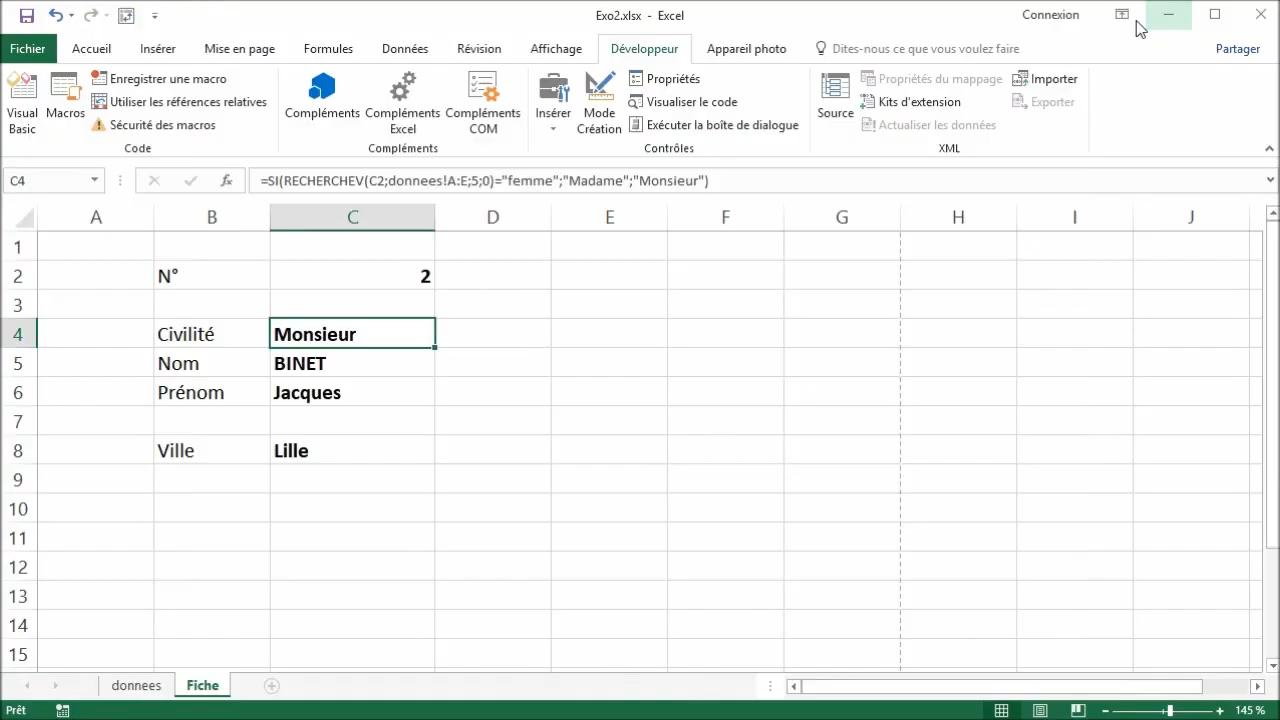 Exo2.xlsx - Excel
Connexion
Fichier Accueil Insérer Mise en page Formules Données Révision Affichage Développeur Appareil photo Dites-nous ce que vous voulez faire Partager
Visual Basic
Macros
Enregistrer une macro
Utiliser les références relatives
Sécurité des macros
Code
Compléments
Compléments Excel
Compléments COM
Compléments
Insérer
Mode Création
Propriétés
Visualiser le code
Exécuter la boîte de dialogue
Contrôles
Source
Propriétés du mappage
Kits d'extension
Actualiser les données
Importer
Exporter
XML
C4
fx
=SI(RECHERCHEV(C2;donnees!A:E;5;0)="femme";"Madame";"Monsieur")
A B C D E F G H I J
1
2 N° 2
3
4 Civilité Monsieur
5 Nom BINET
6 Prénom Jacques
7
8 Ville Lille
9
10
11
12
13
14
15
donnees Fiche
Prêt
145 %